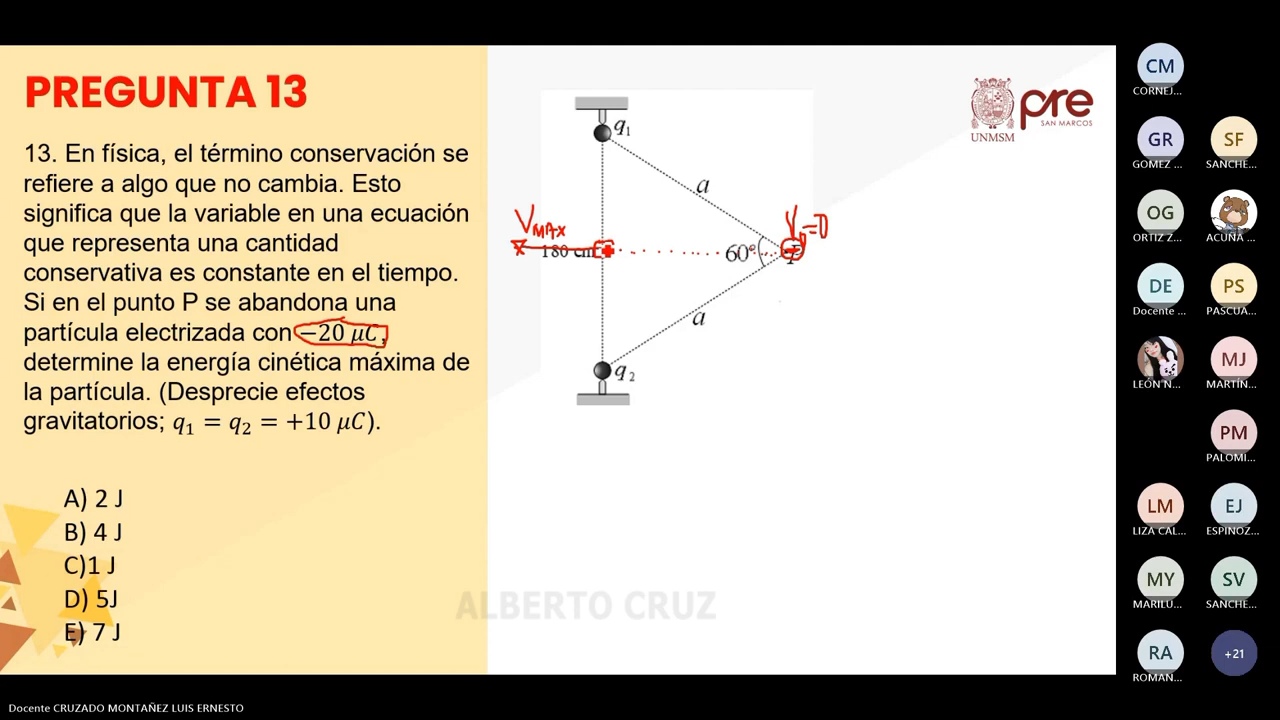 PREGUNTA 13
13. En física, el término conservación se
refiere a algo que no cambia. Esto
significa que la variable en una ecuación
que representa una cantidad
conservativa es constante en el tiempo.
Si en el punto P se abandona una
partícula electrizada con −20 μC,
determine la energía cinética máxima de
la partícula. (Desprecie efectos
gravitatorios; q₁ = q₂ = +10 μC).
A) 2 J
B) 4 J
C)1 J
D) 5J
E) 7 J
q₁
a
V_MAX
V₀=0
180 cm
60°
a
q₂
UNMSM
pre
SAN MARCOS
ALBERTO CRUZ
CM
CORNEJ...
GR
GOMEZ ...
SF
SANCHE...
OG
ORTIZ Z...
ACUÑA ...
DE
Docente ...
PS
PASCUA...
LEÓN N...
MJ
MARTÍN...
PM
PALOMI...
LM
LIZA CAL...
EJ
ESPINOZ...
MY
MARILU...
SV
SANCHE...
RA
ROMAN...
+21
Docente CRUZADO MONTAÑEZ LUIS ERNESTO